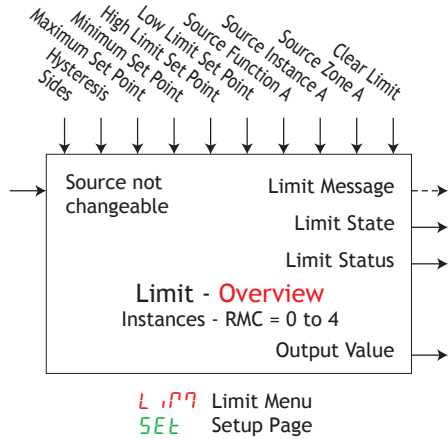 Sides
Hysteresis
Maximum Set Point
Minimum Set Point
High Limit Set Point
Low Limit Set Point
Source Function A
Source Instance A
Source Zone A
Clear Limit
Source not
changeable
Limit Message
Limit State
Limit Status
Limit - Overview
Instances - RMC = 0 to 4
Output Value
LiM Limit Menu
SEt Setup Page